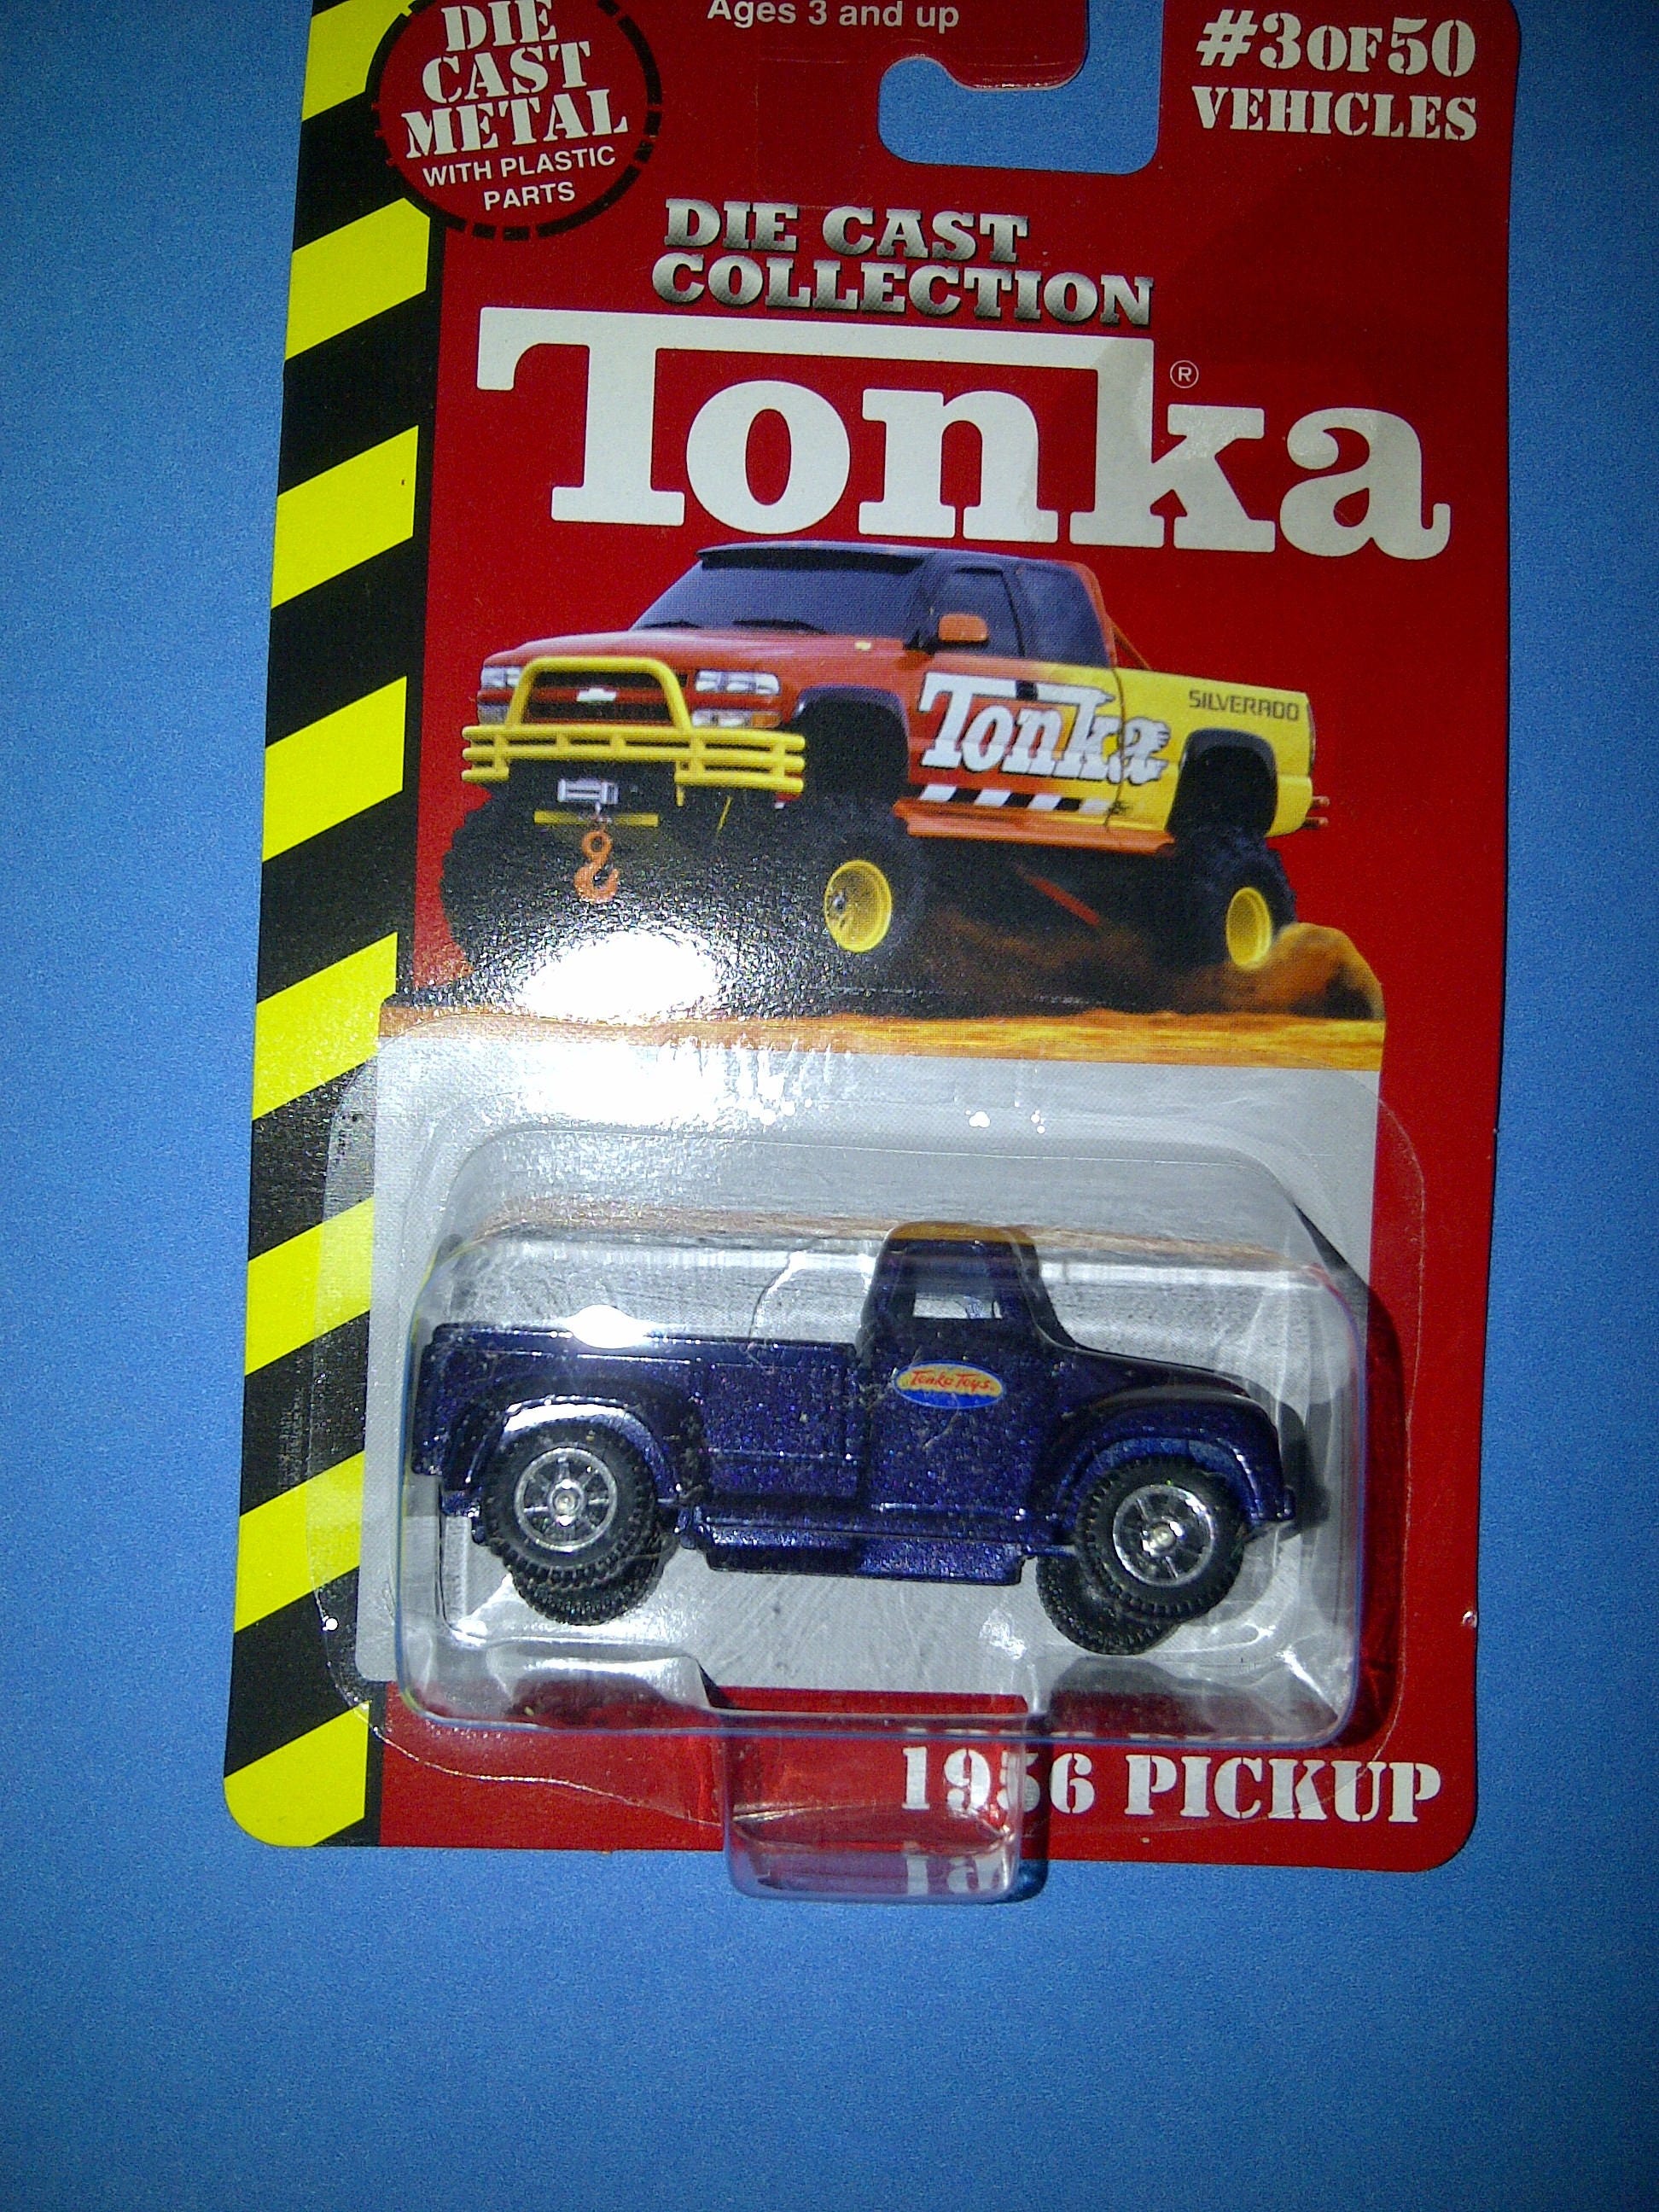 DIE
CAST
METAL
WITH PLASTIC
PARTS
Ages 3 and up
#3 OF 50
VEHICLES
DIE CAST
COLLECTION
Tonka®
Tonka
SILVERADO
Tonka Toys.
1956 PICKUP